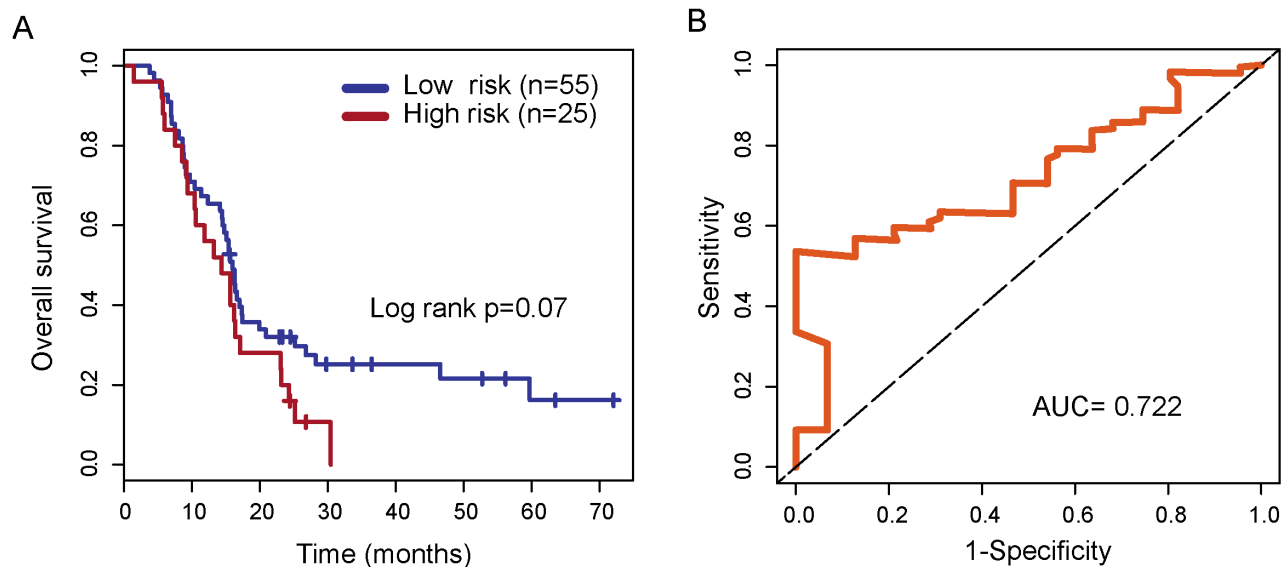 A
Overall survival
1.0
0.8
0.6
0.4
0.2
0.0
Low risk (n=55)
High risk (n=25)
Log rank p=0.07
0 10 20 30 40 50 60 70
Time (months)
B
Sensitivity
1.0
0.8
0.6
0.4
0.2
0.0
AUC= 0.722
0.0 0.2 0.4 0.6 0.8 1.0
1-Specificity